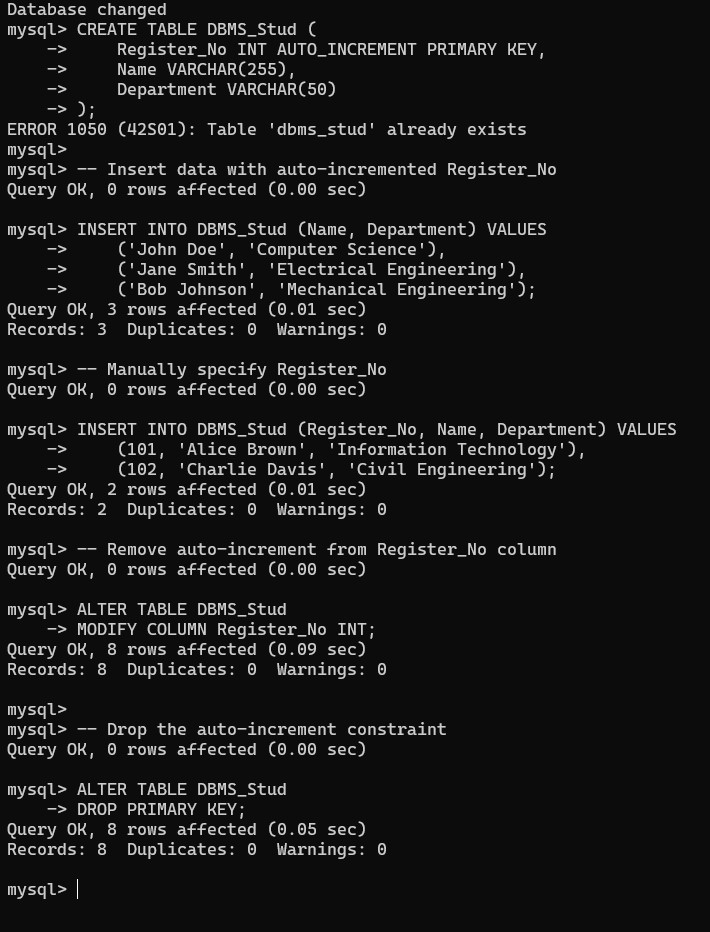 Database changed
mysql> CREATE TABLE DBMS_Stud (
    ->     Register_No INT AUTO_INCREMENT PRIMARY KEY,
    ->     Name VARCHAR(255),
    ->     Department VARCHAR(50)
    -> );
ERROR 1050 (42S01): Table 'dbms_stud' already exists
mysql>
mysql> -- Insert data with auto-incremented Register_No
Query OK, 0 rows affected (0.00 sec)

mysql> INSERT INTO DBMS_Stud (Name, Department) VALUES
    ->     ('John Doe', 'Computer Science'),
    ->     ('Jane Smith', 'Electrical Engineering'),
    ->     ('Bob Johnson', 'Mechanical Engineering');
Query OK, 3 rows affected (0.01 sec)
Records: 3  Duplicates: 0  Warnings: 0

mysql> -- Manually specify Register_No
Query OK, 0 rows affected (0.00 sec)

mysql> INSERT INTO DBMS_Stud (Register_No, Name, Department) VALUES
    ->     (101, 'Alice Brown', 'Information Technology'),
    ->     (102, 'Charlie Davis', 'Civil Engineering');
Query OK, 2 rows affected (0.01 sec)
Records: 2  Duplicates: 0  Warnings: 0

mysql> -- Remove auto-increment from Register_No column
Query OK, 0 rows affected (0.00 sec)

mysql> ALTER TABLE DBMS_Stud
    -> MODIFY COLUMN Register_No INT;
Query OK, 8 rows affected (0.09 sec)
Records: 8  Duplicates: 0  Warnings: 0

mysql>
mysql> -- Drop the auto-increment constraint
Query OK, 0 rows affected (0.00 sec)

mysql> ALTER TABLE DBMS_Stud
    -> DROP PRIMARY KEY;
Query OK, 8 rows affected (0.05 sec)
Records: 8  Duplicates: 0  Warnings: 0

mysql>